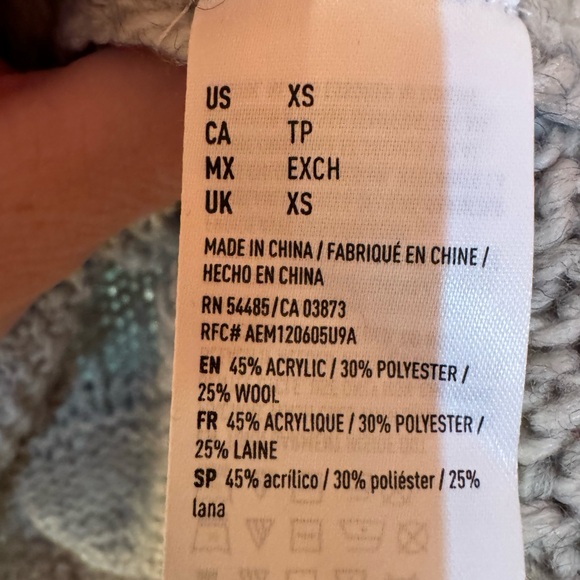 US XS
CA TP
MX EXCH
UK XS
MADE IN CHINA / FABRIQUÉ EN CHINE /
HECHO EN CHINA
RN 54485/CA 03873
RFC# AEM120605U9A
EN 45% ACRYLIC / 30% POLYESTER /
25% WOOL
FR 45% ACRYLIQUE / 30% POLYESTER /
25% LAINE
SP 45% acrílico / 30% poliéster / 25%
lana